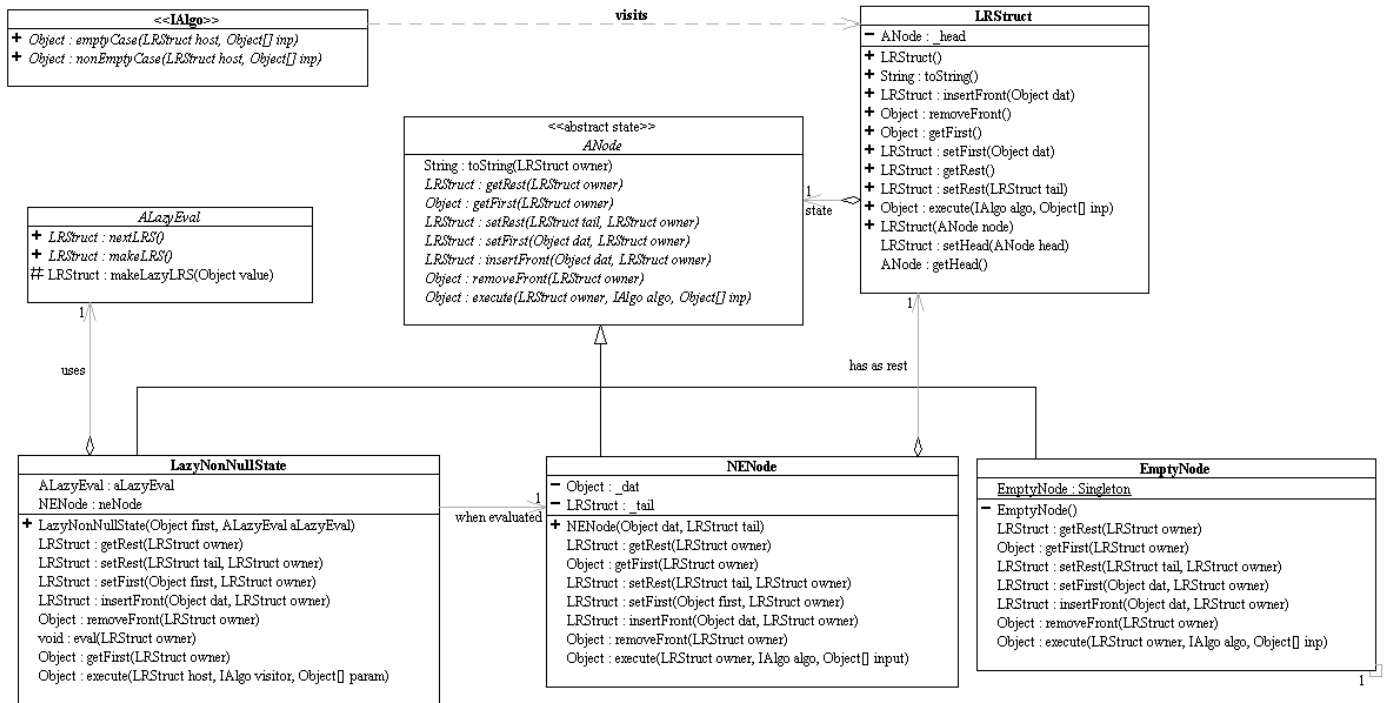 <<IAlgo>>
+ Object : emptyCase(LRStruct host, Object[] inp)
+ Object : nonEmptyCase(LRStruct host, Object[] inp)
visits
LRStruct
- ANode : _head
+ LRStruct()
+ String : toString()
+ LRStruct : insertFront(Object dat)
+ Object : removeFront()
+ Object : getFirst()
+ LRStruct : setFirst(Object dat)
+ LRStruct : getRest()
+ LRStruct : setRest(LRStruct tail)
+ Object : execute(IAlgo algo, Object[] inp)
+ LRStruct(ANode node)
LRStruct : setHead(ANode head)
ANode : getHead()
<<abstract state>>
ANode
String : toString(LRStruct owner)
LRStruct : getRest(LRStruct owner)
Object : getFirst(LRStruct owner)
LRStruct : setRest(LRStruct tail, LRStruct owner)
LRStruct : setFirst(Object dat, LRStruct owner)
LRStruct : insertFront(Object dat, LRStruct owner)
Object : removeFront(LRStruct owner)
Object : execute(LRStruct owner, IAlgo algo, Object[] inp)
1
state
ALazyEval
+ LRStruct : nextLRS()
+ LRStruct : makeLRS()
# LRStruct : makeLazyLRS(Object value)
1
uses
1
has as rest
LazyNonNullState
ALazyEval : aLazyEval
NENode : neNode
+ LazyNonNullState(Object first, ALazyEval aLazyEval)
LRStruct : getRest(LRStruct owner)
LRStruct : setRest(LRStruct tail, LRStruct owner)
LRStruct : setFirst(Object first, LRStruct owner)
LRStruct : insertFront(Object dat, LRStruct owner)
Object : removeFront(LRStruct owner)
void : eval(LRStruct owner)
Object : getFirst(LRStruct owner)
Object : execute(LRStruct host, IAlgo visitor, Object[] param)
1
when evaluated
NENode
- Object : _dat
- LRStruct : _tail
+ NENode(Object dat, LRStruct tail)
LRStruct : getRest(LRStruct owner)
Object : getFirst(LRStruct owner)
LRStruct : setRest(LRStruct tail, LRStruct owner)
LRStruct : setFirst(Object first, LRStruct owner)
LRStruct : insertFront(Object dat, LRStruct owner)
Object : removeFront(LRStruct owner)
Object : execute(LRStruct owner, IAlgo algo, Object[] input)
EmptyNode
EmptyNode : Singleton
- EmptyNode()
LRStruct : getRest(LRStruct owner)
Object : getFirst(LRStruct owner)
LRStruct : setRest(LRStruct tail, LRStruct owner)
LRStruct : setFirst(Object dat, LRStruct owner)
LRStruct : insertFront(Object dat, LRStruct owner)
Object : removeFront(LRStruct owner)
Object : execute(LRStruct owner, IAlgo algo, Object[] inp)
1